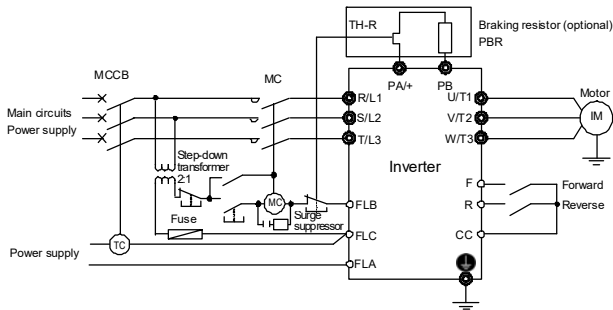 TH-R
Braking resistor (optional)
PBR
MCCB
MC
PA/+
PB
Motor
Main circuits
Power supply
R/L1
S/L2
T/L3
U/T1
V/T2
W/T3
IM
Inverter
Step-down
transformer
2:1
MC
Surge
suppressor
FLB
F
R
CC
Forward
Reverse
Fuse
FLC
Power supply
TC
FLA